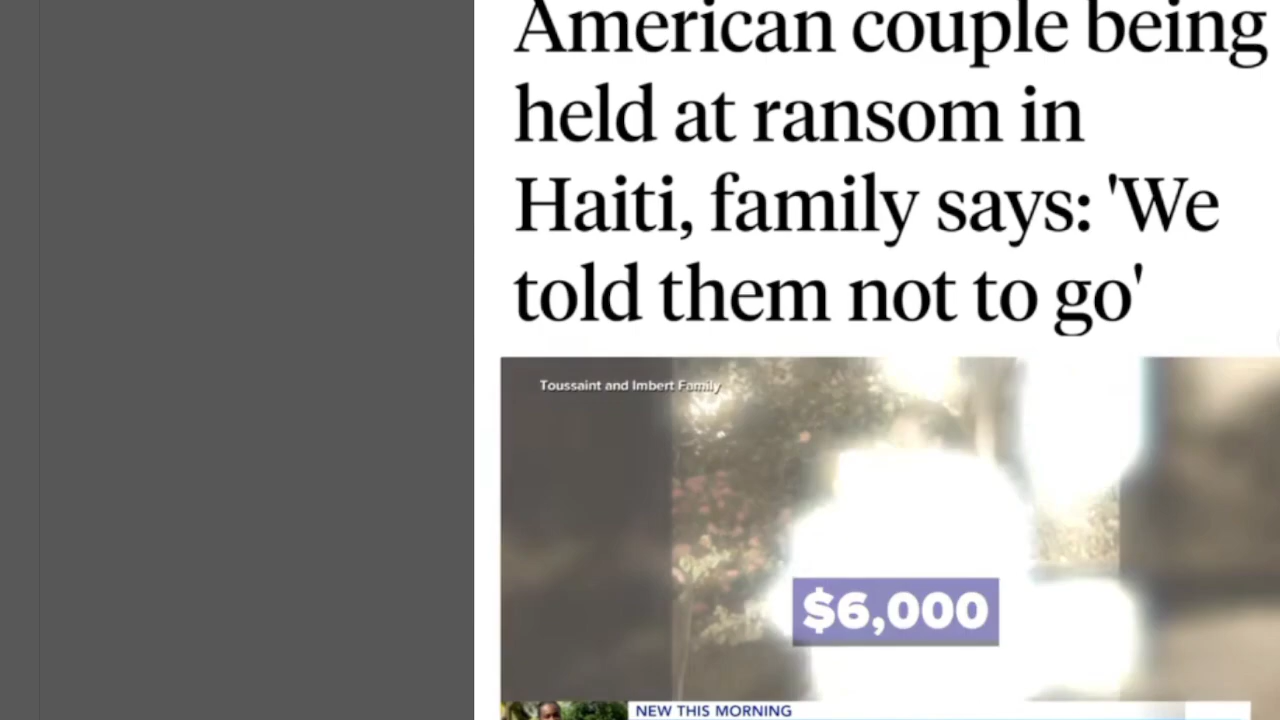 American couple being
held at ransom in
Haiti, family says: 'We
told them not to go'
Toussaint and Imbert Family
$6,000
NEW THIS MORNING